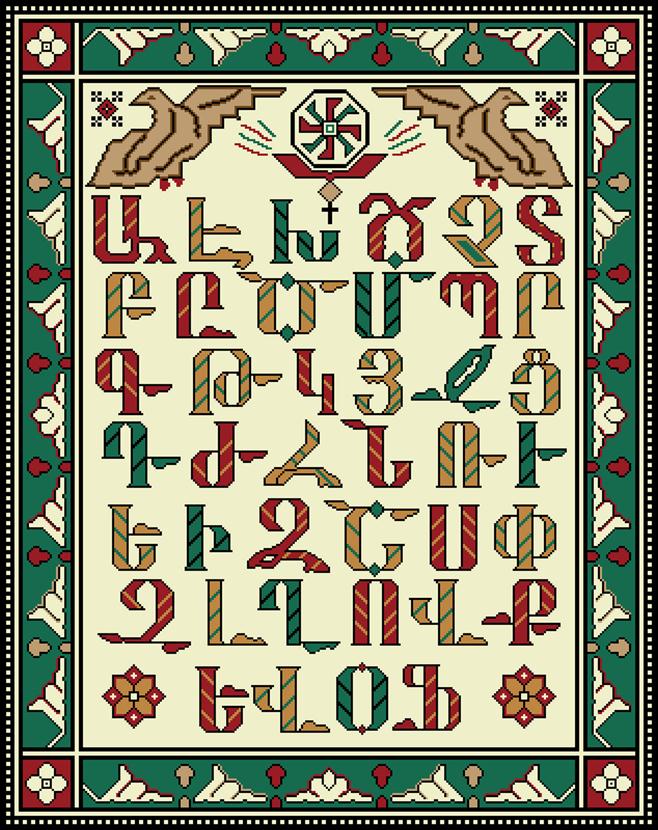 Ա Է Խ Ճ Չ Տ
Բ Ը Ծ Մ Պ Ր
Գ Թ Կ Յ Ջ Ց
Դ Ժ Հ Ն Ռ Ւ
Ե Ի Ձ Շ Ս Փ
Զ Լ Ղ Ո Վ Ք
ԵՎ Օ Ֆ